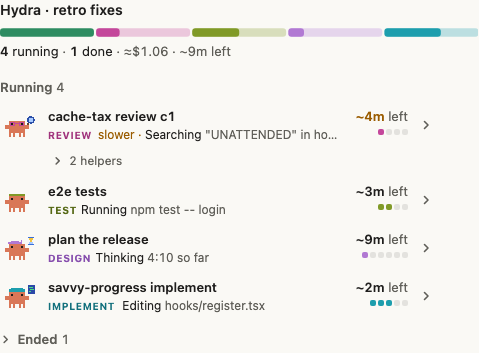 Hydra · retro fixes
4 running · 1 done · ≈$1.06 · ~9m left
Running 4
cache-tax review c1
~4m left
REVIEW slower · Searching "UNATTENDED" in ho...
2 helpers
e2e tests
~3m left
TEST Running npm test -- login
plan the release
~9m left
DESIGN Thinking 4:10 so far
savvy-progress implement
~2m left
IMPLEMENT Editing hooks/register.tsx
Ended 1